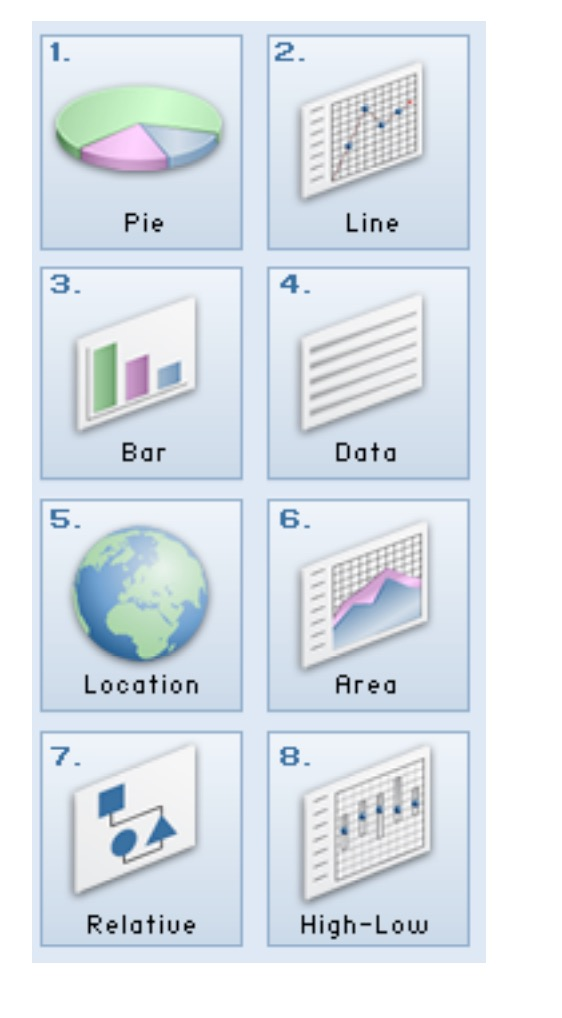 1.
Pie
2.
Line
3.
Bar
4.
Data
5.
Location
6.
Area
7.
Relative
8.
High-Low